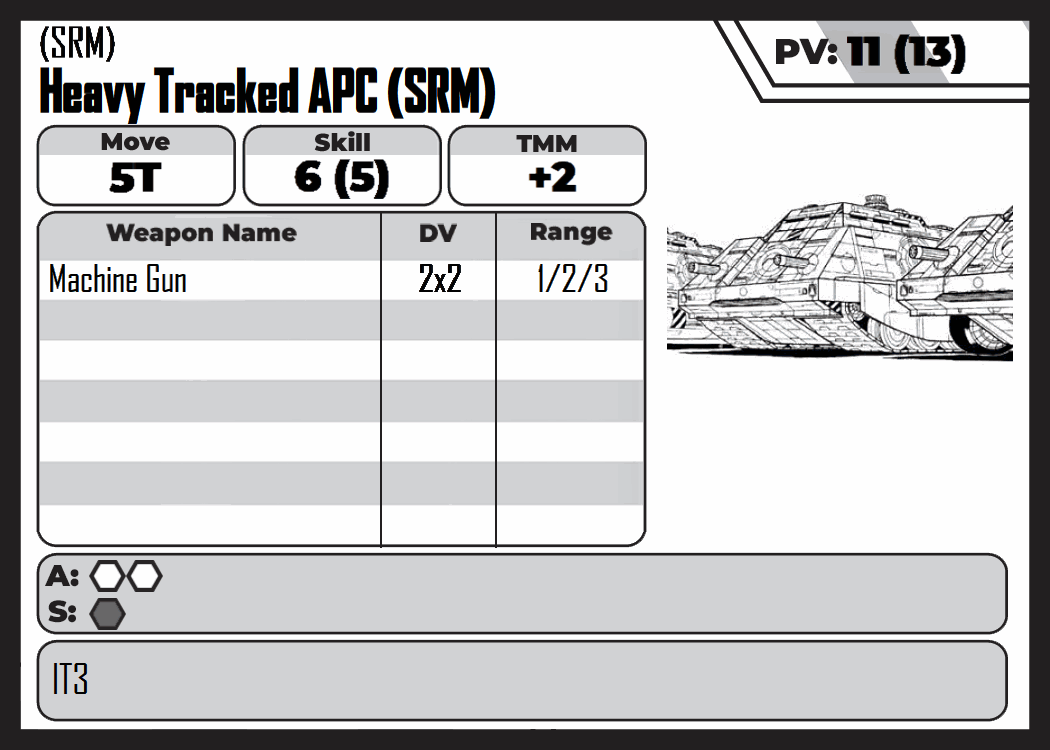 (SRM)
PV: 11 (13)
Heavy Tracked APC (SRM)
Move Skill TMM
5T 6 (5) +2
Weapon Name DV Range
Machine Gun 2x2 1/2/3
A:
S:
IT3